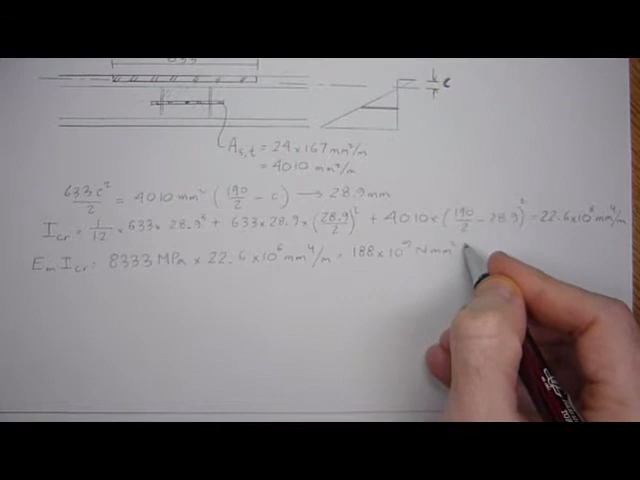 633
c
A_s,t = 24 × 167 mm²/m
= 4010 mm²/m
633c²/2 = 4010 mm² (190/2 - c) → 28.9 mm
I_cr = 1/12 × 633 × 28.9³ + 633 × 28.9 × (28.9/2)² + 4010 × (190/2 - 28.9)² = 22.6 × 10⁶ mm⁴/m
E_m I_cr = 8333 MPa × 22.6 × 10⁶ mm⁴/m = 188 × 10⁹ N mm²